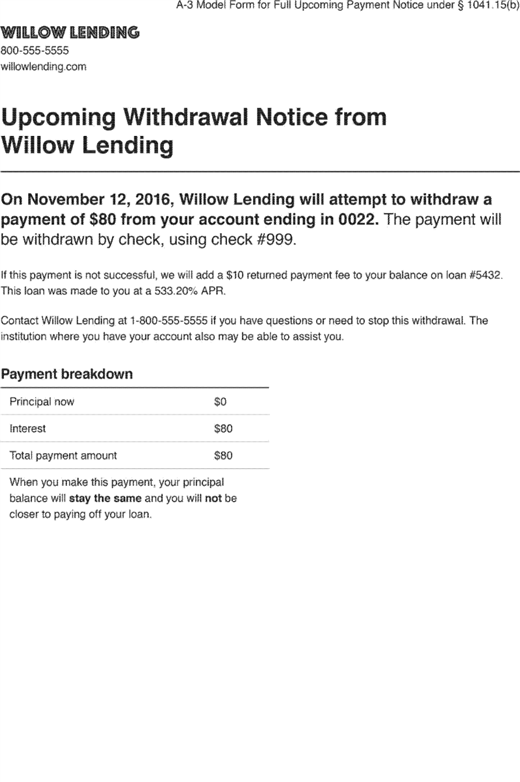 A-3 Model Form for Full Upcoming Payment Notice under § 1041.15(b)
WILLOW LENDING
800-555-5555
willowlending.com
Upcoming Withdrawal Notice from
Willow Lending
On November 12, 2016, Willow Lending will attempt to withdraw a
payment of $80 from your account ending in 0022. The payment will
be withdrawn by check, using check #999.
If this payment is not successful, we will add a $10 returned payment fee to your balance on loan #5432.
This loan was made to you at a 533.20% APR.
Contact Willow Lending at 1-800-555-5555 if you have questions or need to stop this withdrawal. The
institution where you have your account also may be able to assist you.
Payment breakdown
Principal now $0
Interest $80
Total payment amount $80
When you make this payment, your principal
balance will stay the same and you will not be
closer to paying off your loan.